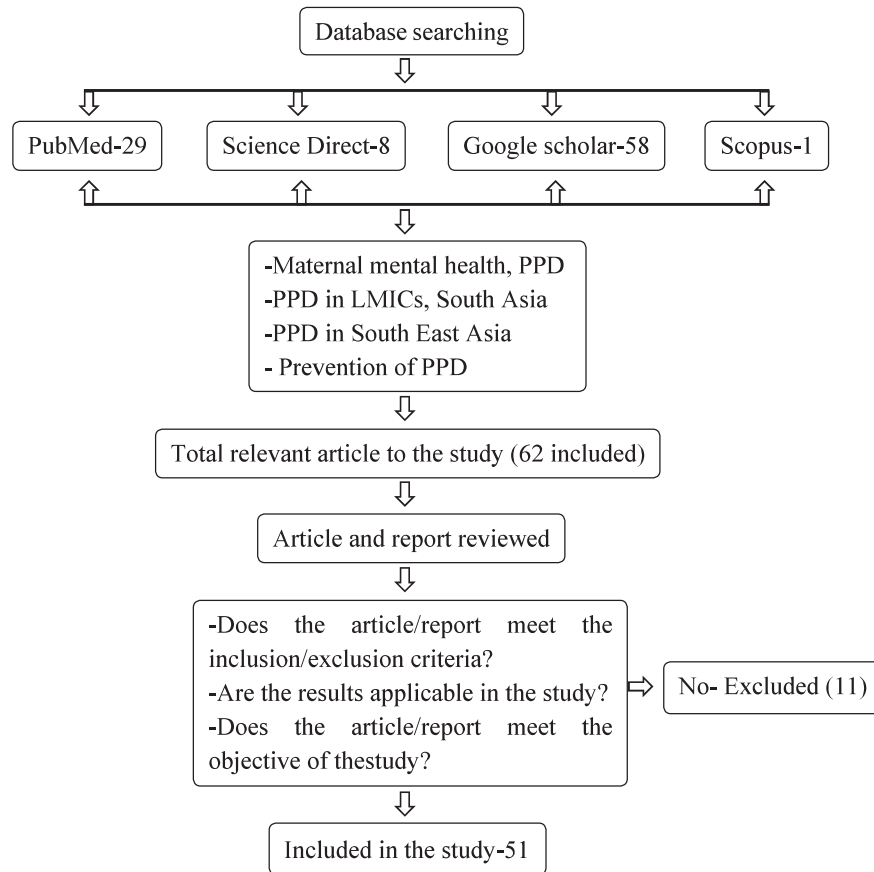 Database searching
PubMed-29
Science Direct-8
Google scholar-58
Scopus-1
-Maternal mental health, PPD
-PPD in LMICs, South Asia
-PPD in South East Asia
- Prevention of PPD
Total relevant article to the study (62 included)
Article and report reviewed
-Does the article/report meet the
inclusion/exclusion criteria?
-Are the results applicable in the study?
-Does the article/report meet the
objective of thestudy?
No- Excluded (11)
Included in the study-51